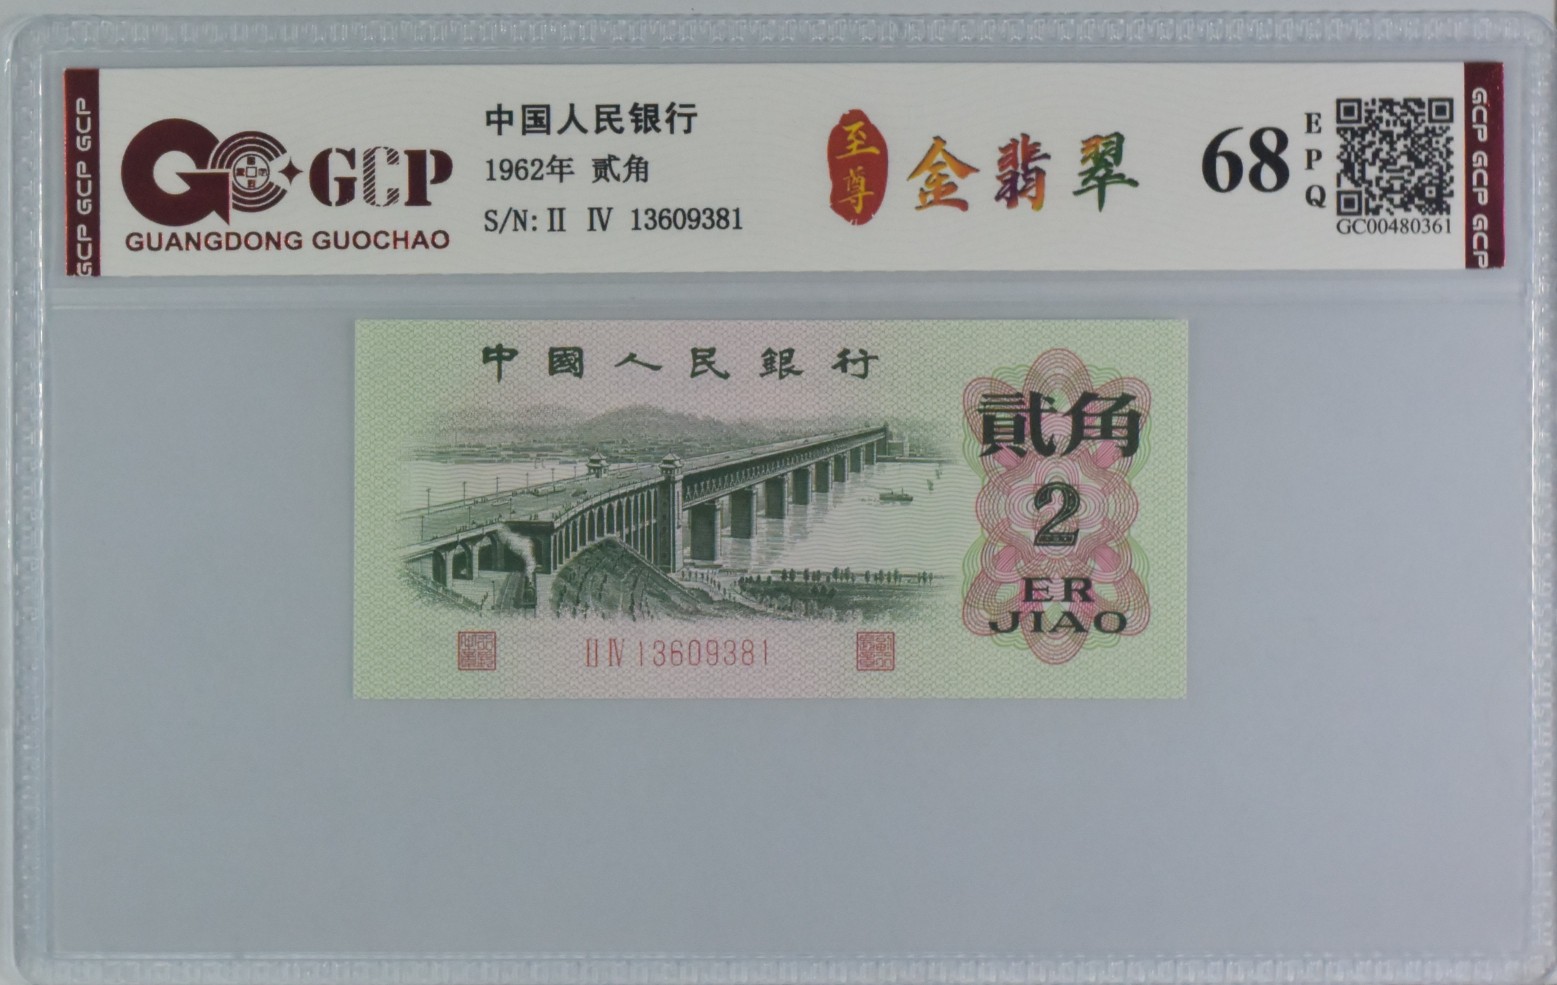 GCP GCP GCP
GCP
GUANGDONG GUOCHAO
中国人民银行
1962年 贰角
S/N: II IV 13609381
至尊
金翡翠
68
EPQ
GC00480361
GCP GCP GCP
中國人民銀行
貳角
2
ER
JIAO
II IV 13609381